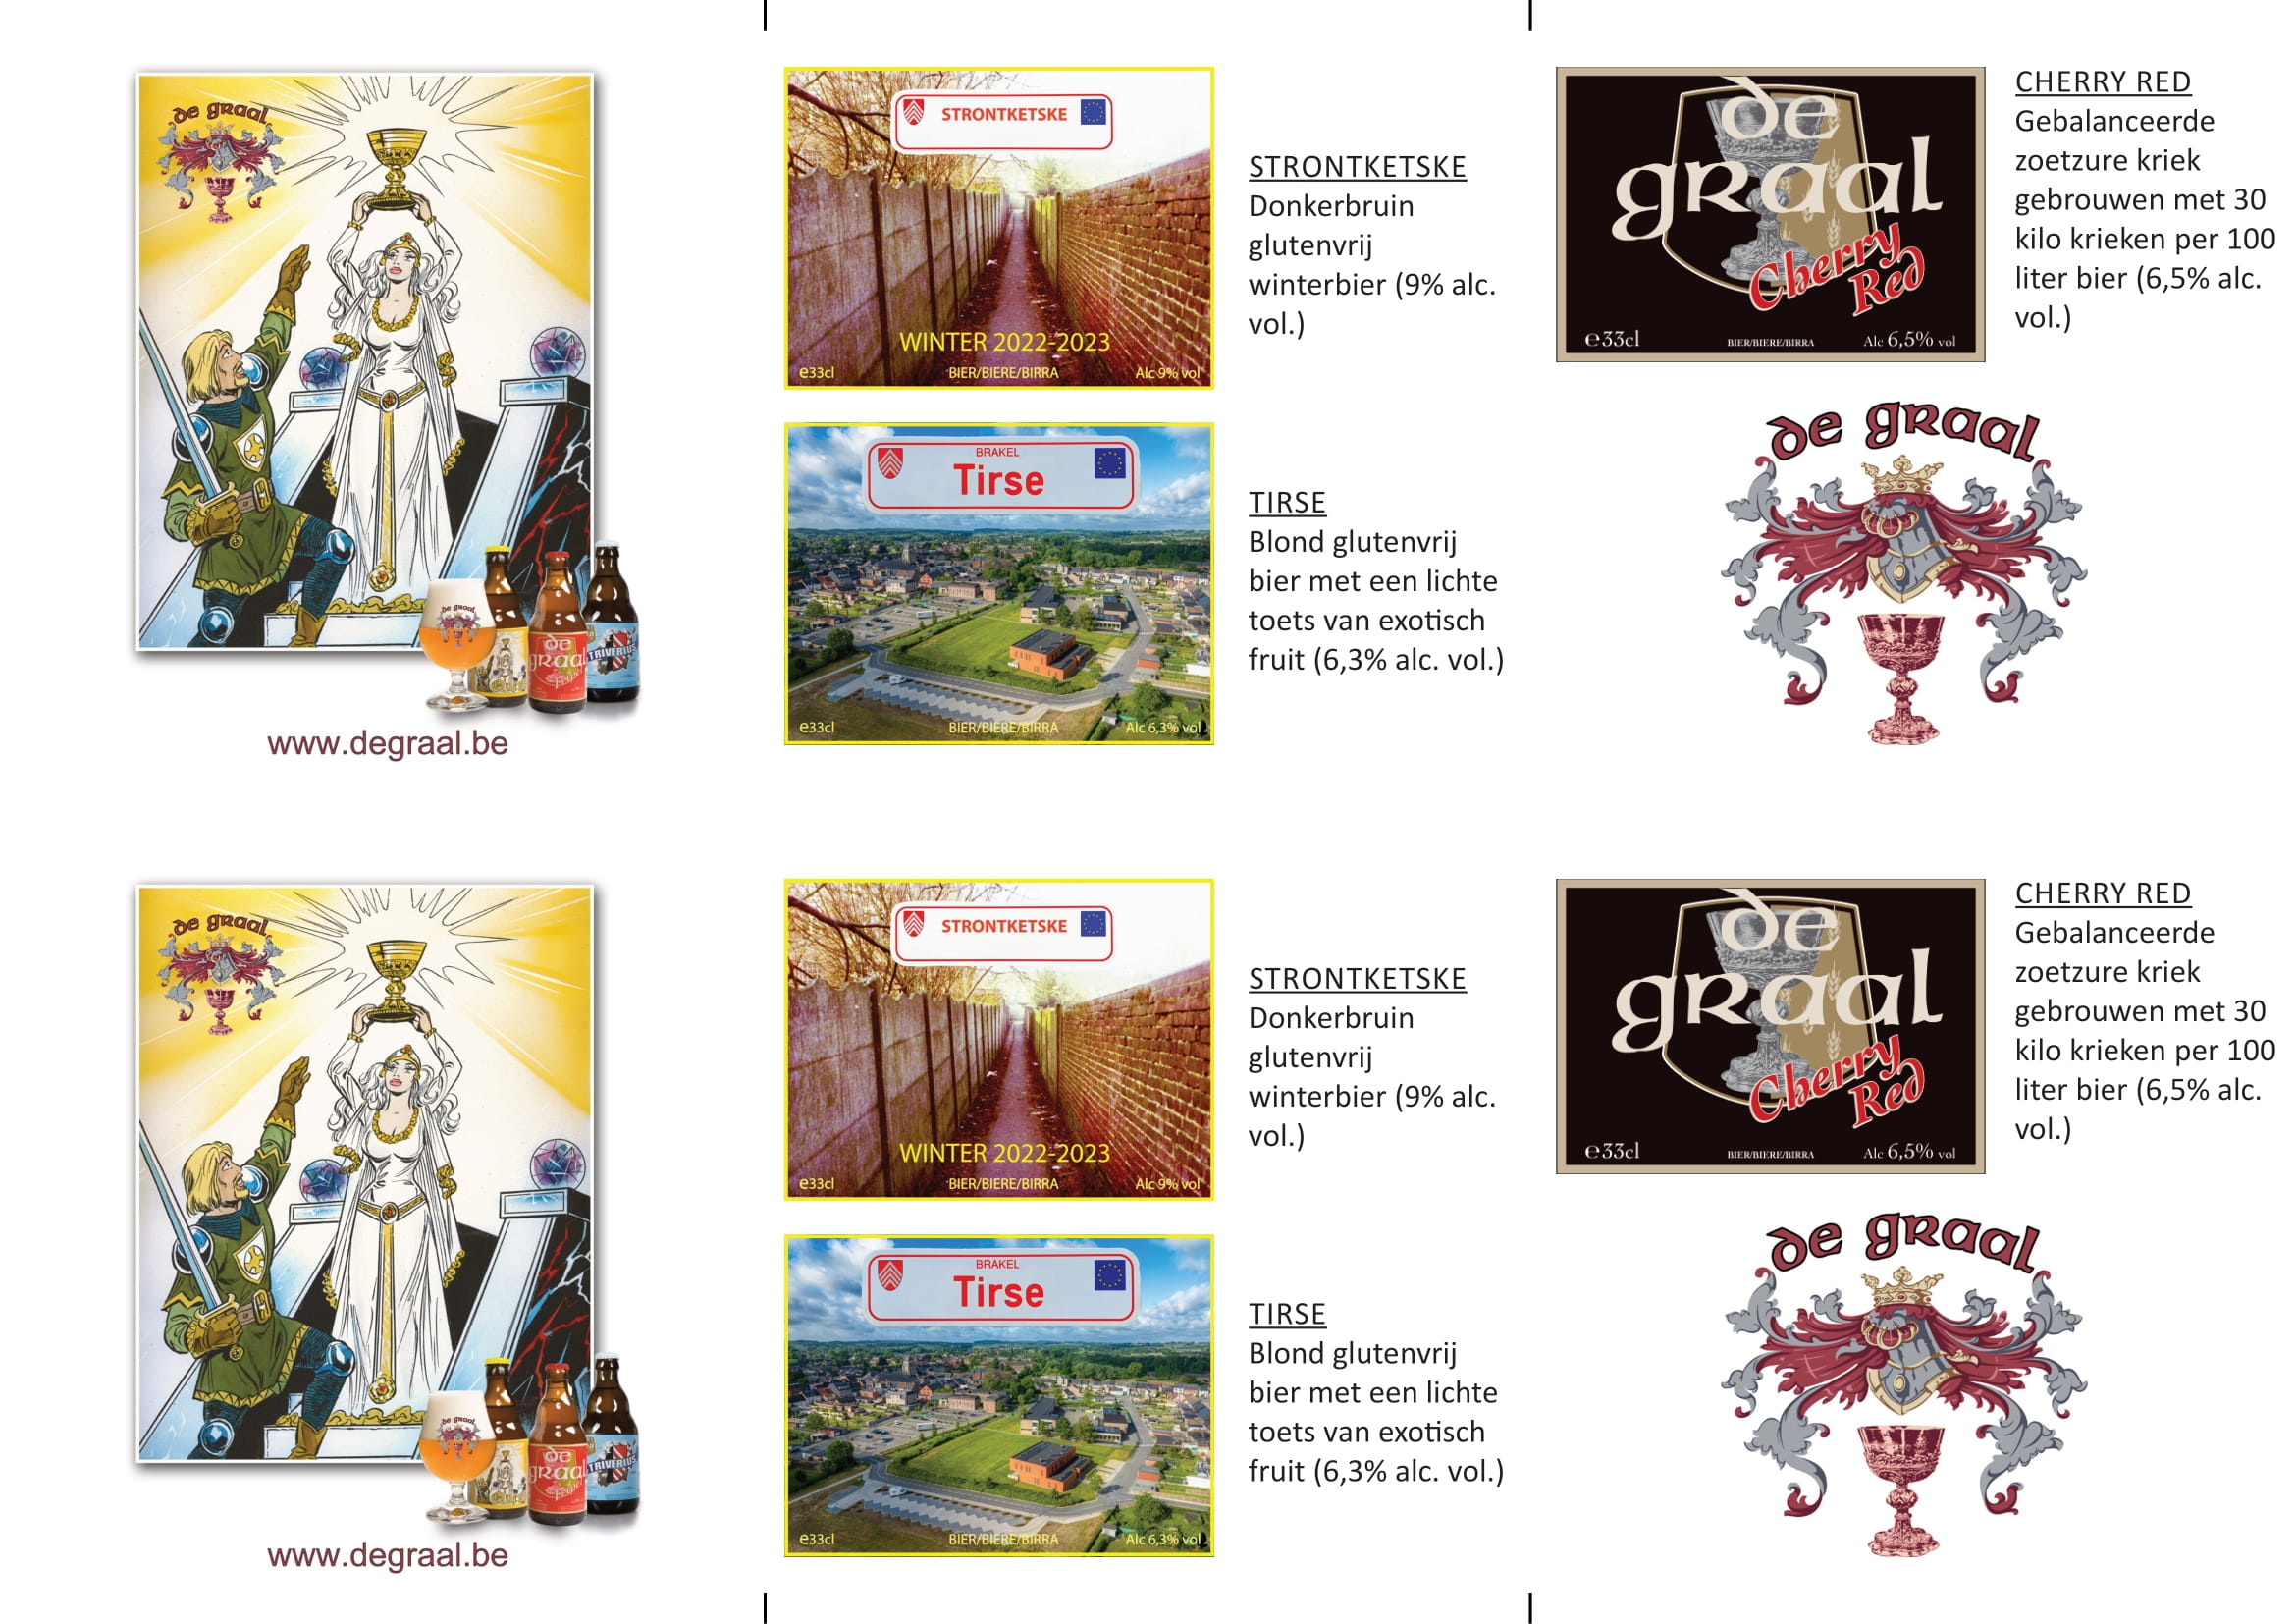 de graal
de graal
de graal
TRIVERIUS
www.degraal.be
STRONTKETSKE
WINTER 2022-2023
e33cl BIER/BIERE/BIRRA Alc 9% vol
STRONTKETSKE
Donkerbruin
glutenvrij
winterbier (9% alc.
vol.)
BRAKEL
Tirse
e33cl BIER/BIERE/BIRRA Alc 6,3% vol
TIRSE
Blond glutenvrij
bier met een lichte
toets van exotisch
fruit (6,3% alc. vol.)
de
graal
Cherry
Red
e33cl BIER/BIERE/BIRRA Alc 6,5% vol
CHERRY RED
Gebalanceerde
zoetzure kriek
gebrouwen met 30
kilo krieken per 100
liter bier (6,5% alc.
vol.)
de graal
de graal
de graal
de graal
TRIVERIUS
www.degraal.be
STRONTKETSKE
WINTER 2022-2023
e33cl BIER/BIERE/BIRRA Alc 9% vol
STRONTKETSKE
Donkerbruin
glutenvrij
winterbier (9% alc.
vol.)
BRAKEL
Tirse
e33cl BIER/BIERE/BIRRA Alc 6,3% vol
TIRSE
Blond glutenvrij
bier met een lichte
toets van exotisch
fruit (6,3% alc. vol.)
de
graal
Cherry
Red
e33cl BIER/BIERE/BIRRA Alc 6,5% vol
CHERRY RED
Gebalanceerde
zoetzure kriek
gebrouwen met 30
kilo krieken per 100
liter bier (6,5% alc.
vol.)
de graal